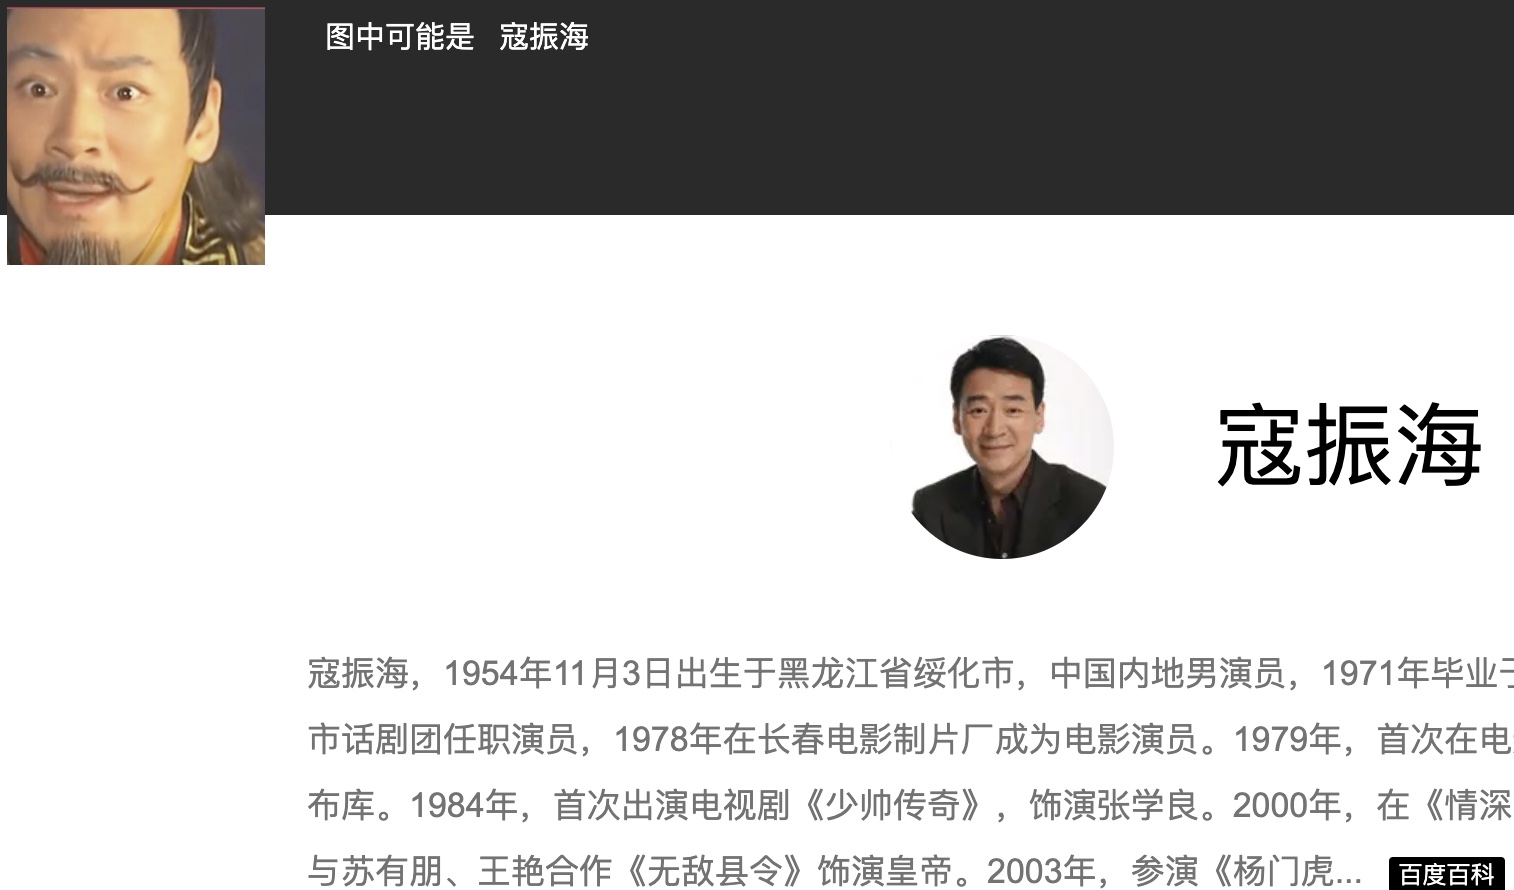 图中可能是 寇振海
寇振海
寇振海，1954年11月3日出生于黑龙江省绥化市，中国内地男演员，1971年毕业于
市话剧团任职演员，1978年在长春电影制片厂成为电影演员。1979年，首次在电
布库。1984年，首次出演电视剧《少帅传奇》，饰演张学良。2000年，在《情深
与苏有朋、王艳合作《无敌县令》饰演皇帝。2003年，参演《杨门虎...
百度百科